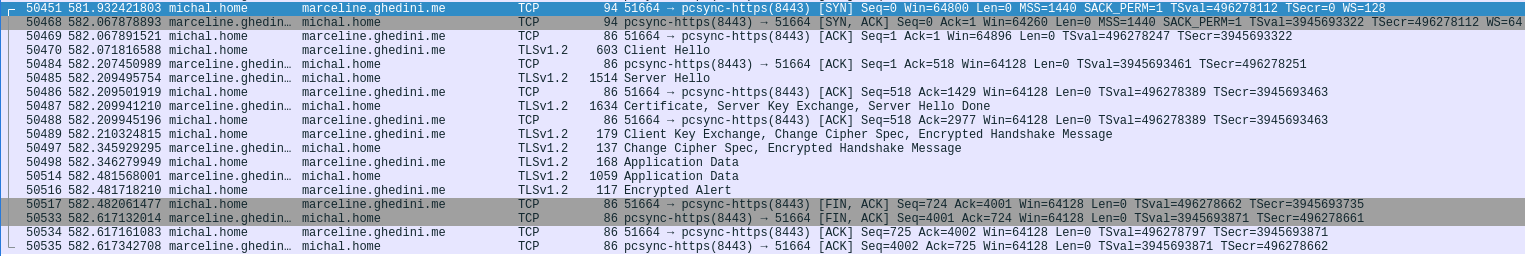 50451 581.932421803 michal.home marceline.ghedini.me TCP 94 51664 → pcsync-https(8443) [SYN] Seq=0 Win=64800 Len=0 MSS=1440 SACK_PERM=1 TSval=496278112 TSecr=0 WS=128
50468 582.067878893 marceline.ghedin… michal.home TCP 94 pcsync-https(8443) → 51664 [SYN, ACK] Seq=0 Ack=1 Win=64260 Len=0 MSS=1440 SACK_PERM=1 TSval=3945693322 TSecr=496278112 WS=64
50469 582.067891521 michal.home marceline.ghedini.me TCP 86 51664 → pcsync-https(8443) [ACK] Seq=1 Ack=1 Win=64896 Len=0 TSval=496278247 TSecr=3945693322
50470 582.071816588 michal.home marceline.ghedini.me TLSv1.2 603 Client Hello
50484 582.207450989 marceline.ghedin… michal.home TCP 86 pcsync-https(8443) → 51664 [ACK] Seq=1 Ack=518 Win=64128 Len=0 TSval=3945693461 TSecr=496278251
50485 582.209495754 marceline.ghedin… michal.home TLSv1.2 1514 Server Hello
50486 582.209501919 michal.home marceline.ghedini.me TCP 86 51664 → pcsync-https(8443) [ACK] Seq=518 Ack=1429 Win=64128 Len=0 TSval=496278389 TSecr=3945693463
50487 582.209941210 marceline.ghedin… michal.home TLSv1.2 1634 Certificate, Server Key Exchange, Server Hello Done
50488 582.209945196 michal.home marceline.ghedini.me TCP 86 51664 → pcsync-https(8443) [ACK] Seq=518 Ack=2977 Win=64128 Len=0 TSval=496278389 TSecr=3945693463
50489 582.210324815 michal.home marceline.ghedini.me TLSv1.2 179 Client Key Exchange, Change Cipher Spec, Encrypted Handshake Message
50497 582.345929295 marceline.ghedin… michal.home TLSv1.2 137 Change Cipher Spec, Encrypted Handshake Message
50498 582.346279949 michal.home marceline.ghedini.me TLSv1.2 168 Application Data
50514 582.481568001 marceline.ghedin… michal.home TLSv1.2 1059 Application Data
50516 582.481718210 michal.home marceline.ghedini.me TLSv1.2 117 Encrypted Alert
50517 582.482061477 michal.home marceline.ghedini.me TCP 86 51664 → pcsync-https(8443) [FIN, ACK] Seq=724 Ack=4001 Win=64128 Len=0 TSval=496278662 TSecr=3945693735
50533 582.617132014 marceline.ghedin… michal.home TCP 86 pcsync-https(8443) → 51664 [FIN, ACK] Seq=4001 Ack=724 Win=64128 Len=0 TSval=3945693871 TSecr=496278661
50534 582.617161083 michal.home marceline.ghedini.me TCP 86 51664 → pcsync-https(8443) [ACK] Seq=725 Ack=4002 Win=64128 Len=0 TSval=496278797 TSecr=3945693871
50535 582.617342708 marceline.ghedin… michal.home TCP 86 pcsync-https(8443) → 51664 [ACK] Seq=4002 Ack=725 Win=64128 Len=0 TSval=3945693871 TSecr=496278662